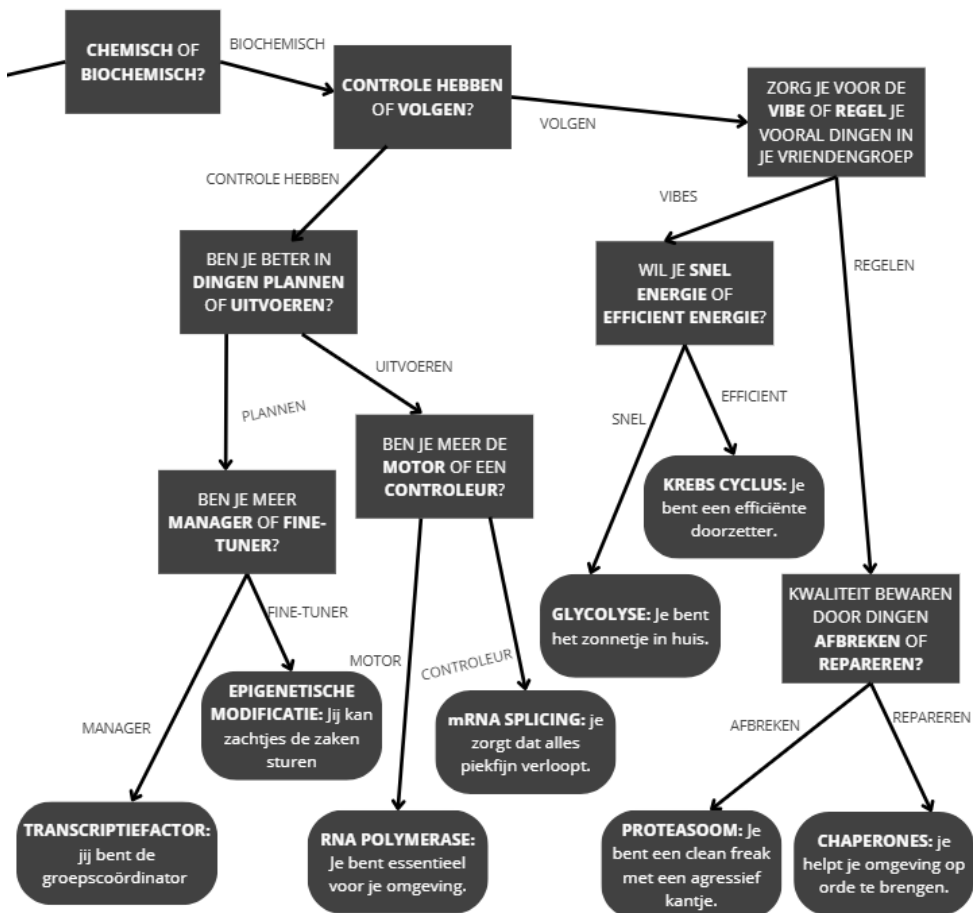 CHEMISCH OF
BIOCHEMISCH?
BIOCHEMISCH
CONTROLE HEBBEN
OF VOLGEN?
VOLGEN
ZORG JE VOOR DE
VIBE OF REGEL JE
VOORAL DINGEN IN
JE VRIENDENGROEP
CONTROLE HEBBEN
VIBES
REGELEN
BEN JE BETER IN
DINGEN PLANNEN
OF UITVOEREN?
WIL JE SNEL
ENERGIE OF
EFFICIENT ENERGIE?
PLANNEN
UITVOEREN
SNEL
EFFICIENT
BEN JE MEER DE
MOTOR OF EEN
CONTROLEUR?
BEN JE MEER
MANAGER OF FINE-
TUNER?
KREBS CYCLUS: Je
bent een efficiënte
doorzetter.
GLYCOLYSE: Je bent
het zonnetje in huis.
KWALITEIT BEWAREN
DOOR DINGEN
AFBREKEN OF
REPAREREN?
MANAGER
FINE-TUNER
MOTOR
CONTROLEUR
EPIGENETISCHE
MODIFICATIE: Jij kan
zachtjes de zaken
sturen
mRNA SPLICING: je
zorgt dat alles
piekfijn verloopt.
AFBREKEN
REPAREREN
TRANSCRIPTIEFACTOR:
jij bent de
groepscoördinator
RNA POLYMERASE:
Je bent essentieel
voor je omgeving.
PROTEASOOM: Je
bent een clean freak
met een agressief
kantje.
CHAPERONES: je
helpt je omgeving op
orde te brengen.